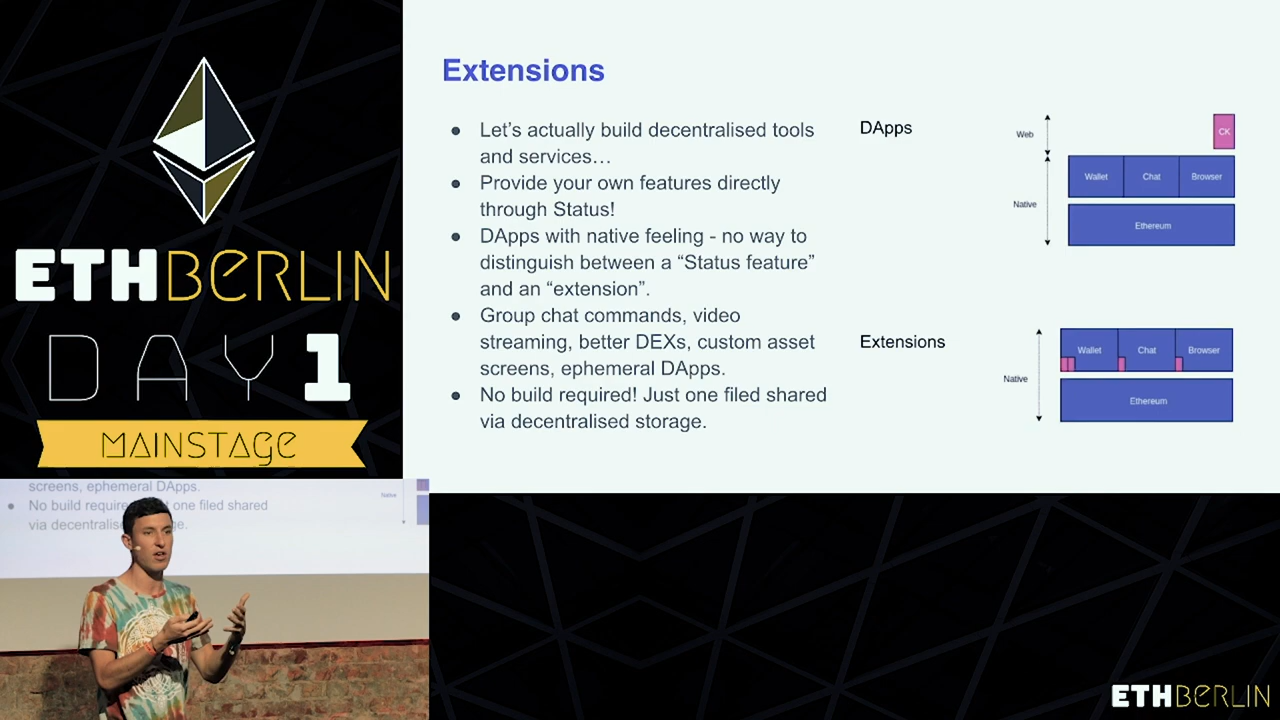 ETHBERLIN
DAY 1
MAINSTAGE
Extensions
● Let’s actually build decentralised tools
and services…
● Provide your own features directly
through Status!
● DApps with native feeling - no way to
distinguish between a “Status feature”
and an “extension”.
● Group chat commands, video
streaming, better DEXs, custom asset
screens, ephemeral DApps.
● No build required! Just one filed shared
via decentralised storage.
DApps
Web
CK
Wallet Chat Browser
Native
Ethereum
Extensions
Wallet Chat Browser
Native
Ethereum
screens, ephemeral DApps.
● No build one filed shared
via
Native
ETHBERLIN